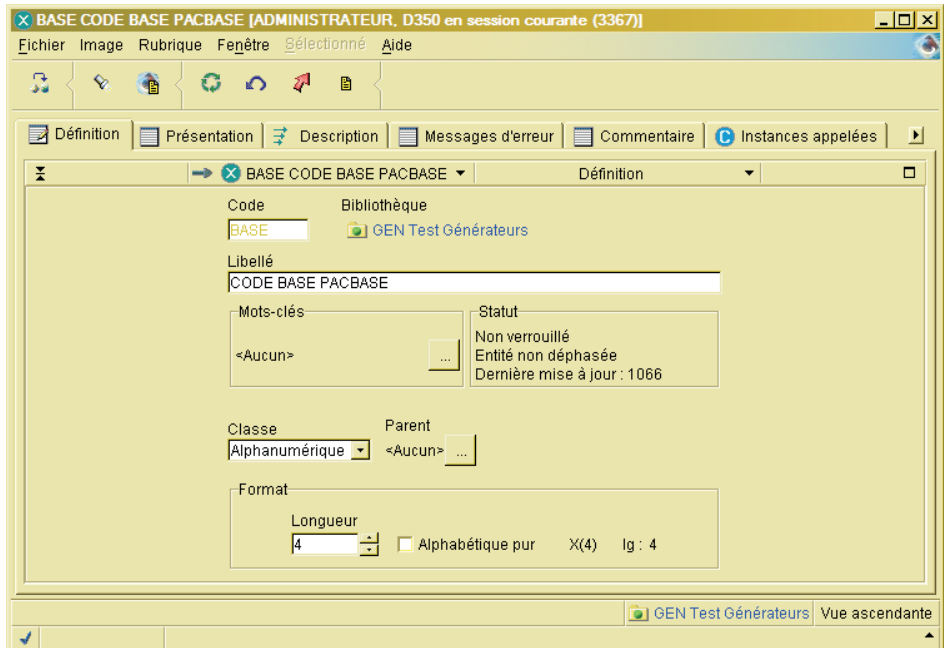 BASE CODE BASE PACBASE [ADMINISTRATEUR, D350 en session courante (3367)]
Fichier Image Rubrique Fenêtre Sélectionné Aide
Définition Présentation Description Messages d'erreur Commentaire Instances appelées
BASE CODE BASE PACBASE Définition
Code Bibliothèque
BASE GEN Test Générateurs
Libellé
CODE BASE PACBASE
Mots-clés Statut
Non verrouillé
<Aucun> ... Entité non déphasée
Dernière mise à jour : 1066
Classe Parent
Alphanumérique <Aucun> ...
Format
Longueur
4 Alphabétique pur X(4) lg : 4
GEN Test Générateurs Vue ascendante